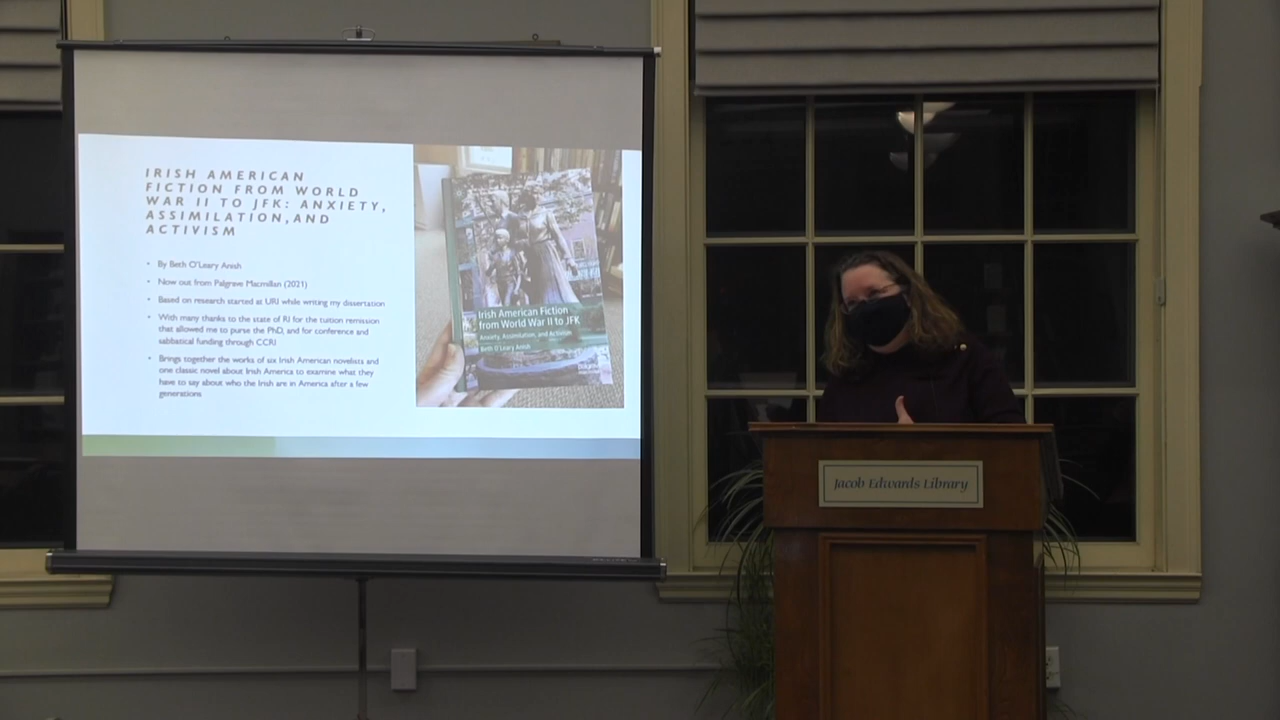 IRISH AMERICAN
FICTION FROM WORLD
WAR II TO JFK: ANXIETY,
ASSIMILATION, AND
ACTIVISM
• By Beth O'Leary Anish
• Now out from Palgrave Macmillan (2021)
• Based on research started at URI while writing my dissertation
• With many thanks to the state of RI for the tuition remission
that allowed me to purse the PhD, and for conference and
sabbatical funding through CCRI
• Brings together the works of six Irish American novelists and
one classic novel about Irish America to examine what they
have to say about who the Irish are in America after a few
generations
Irish American Fiction
from World War II to JFK
Anxiety, Assimilation, and Activism
Beth O'Leary Anish
Jacob Edwards Library